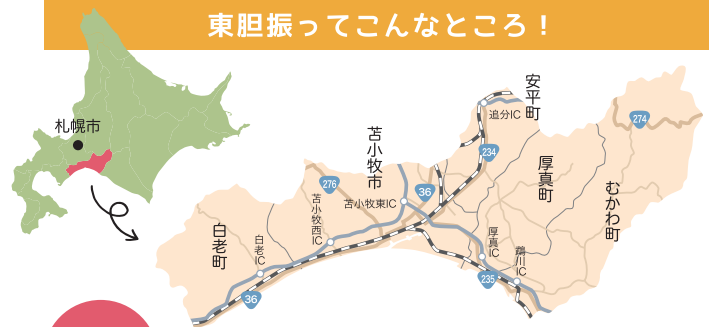 東胆振ってこんなところ！
札幌市
安平町
追分IC
274
苫小牧市
234
厚真町
276
36
むかわ町
苫小牧東IC
苫小牧西IC
白老町
白老IC
厚真IC
鵡川IC
235
36